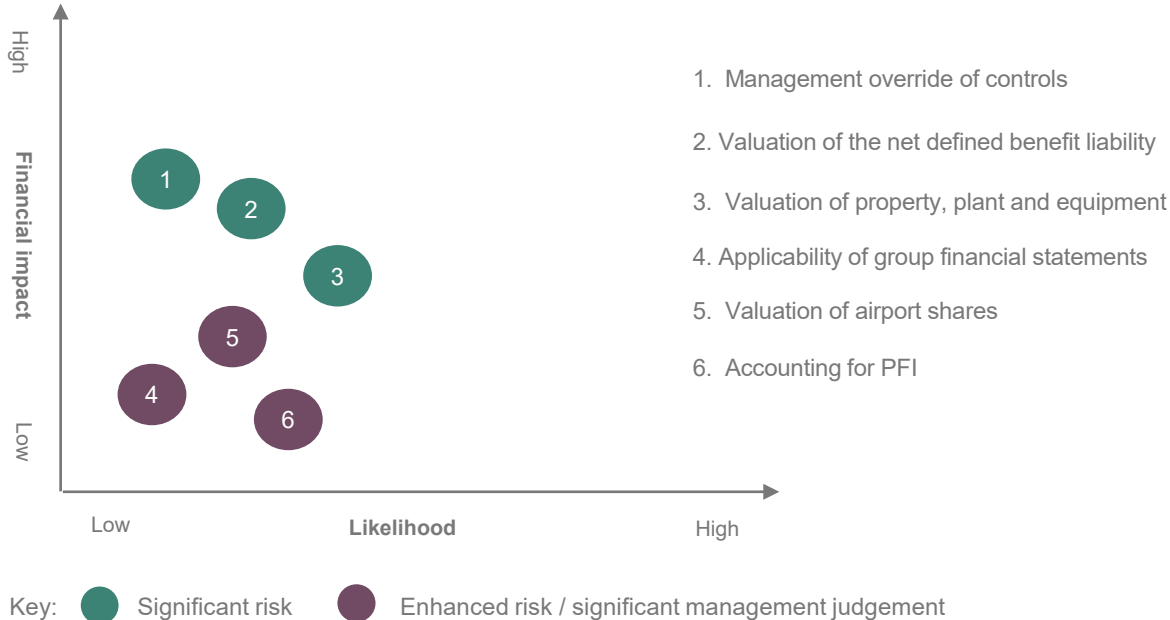 High
Financial impact
Low
1
2
3
5
4
6
Low
Likelihood
High
1. Management override of controls
2. Valuation of the net defined benefit liability
3. Valuation of property, plant and equipment
4. Applicability of group financial statements
5. Valuation of airport shares
6. Accounting for PFI
Key:
Significant risk
Enhanced risk / significant management judgement